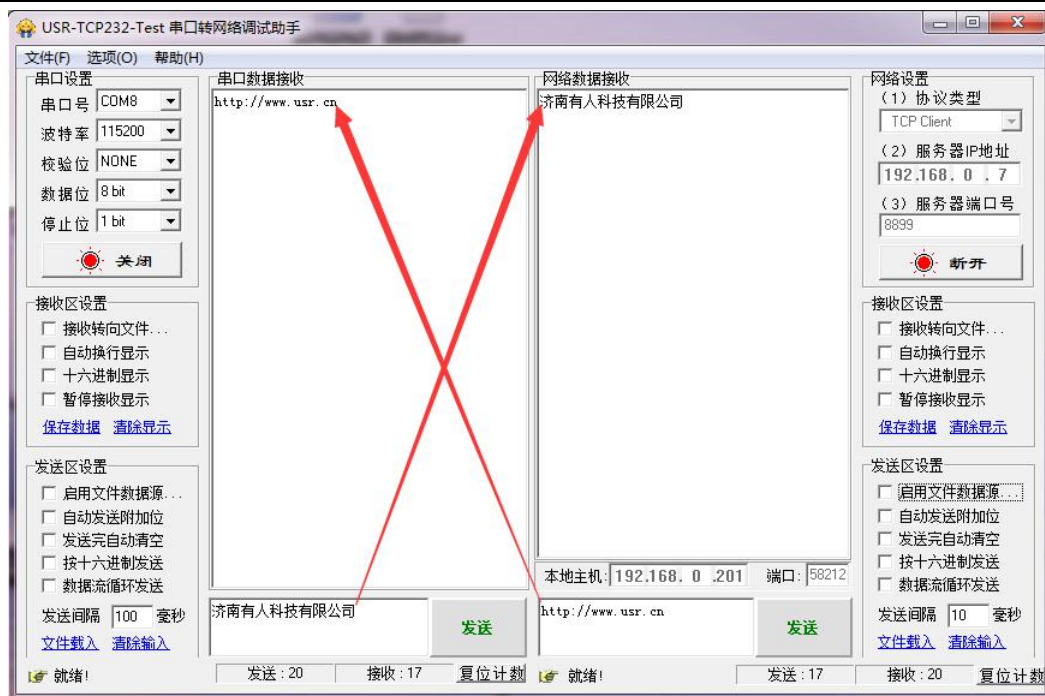 USR-TCP232-Test 串口转网络调试助手
文件(F) 选项(O) 帮助(H)
串口设置
串口号 COM8
波特率 115200
校验位 NONE
数据位 8 bit
停止位 1 bit
关闭
接收区设置
接收转向文件...
自动换行显示
十六进制显示
暂停接收显示
保存数据 清除显示
发送区设置
启用文件数据源...
自动发送附加位
发送完自动清空
按十六进制发送
数据流循环发送
发送间隔 100 毫秒
文件载入 清除输入
串口数据接收
http://www.usr.cn
济南有人科技有限公司
发送
网络数据接收
济南有人科技有限公司
本地主机: 192.168. 0 .201 端口: 58212
http://www.usr.cn
发送
网络设置
(1) 协议类型
TCP Client
(2) 服务器IP地址
192.168. 0 . 7
(3) 服务器端口号
8899
断开
接收区设置
接收转向文件...
自动换行显示
十六进制显示
暂停接收显示
保存数据 清除显示
发送区设置
启用文件数据源...
自动发送附加位
发送完自动清空
按十六进制发送
数据流循环发送
发送间隔 10 毫秒
文件载入 清除输入
就绪! 发送:20 接收:17 复位计数
就绪! 发送:17 接收:20 复位计数